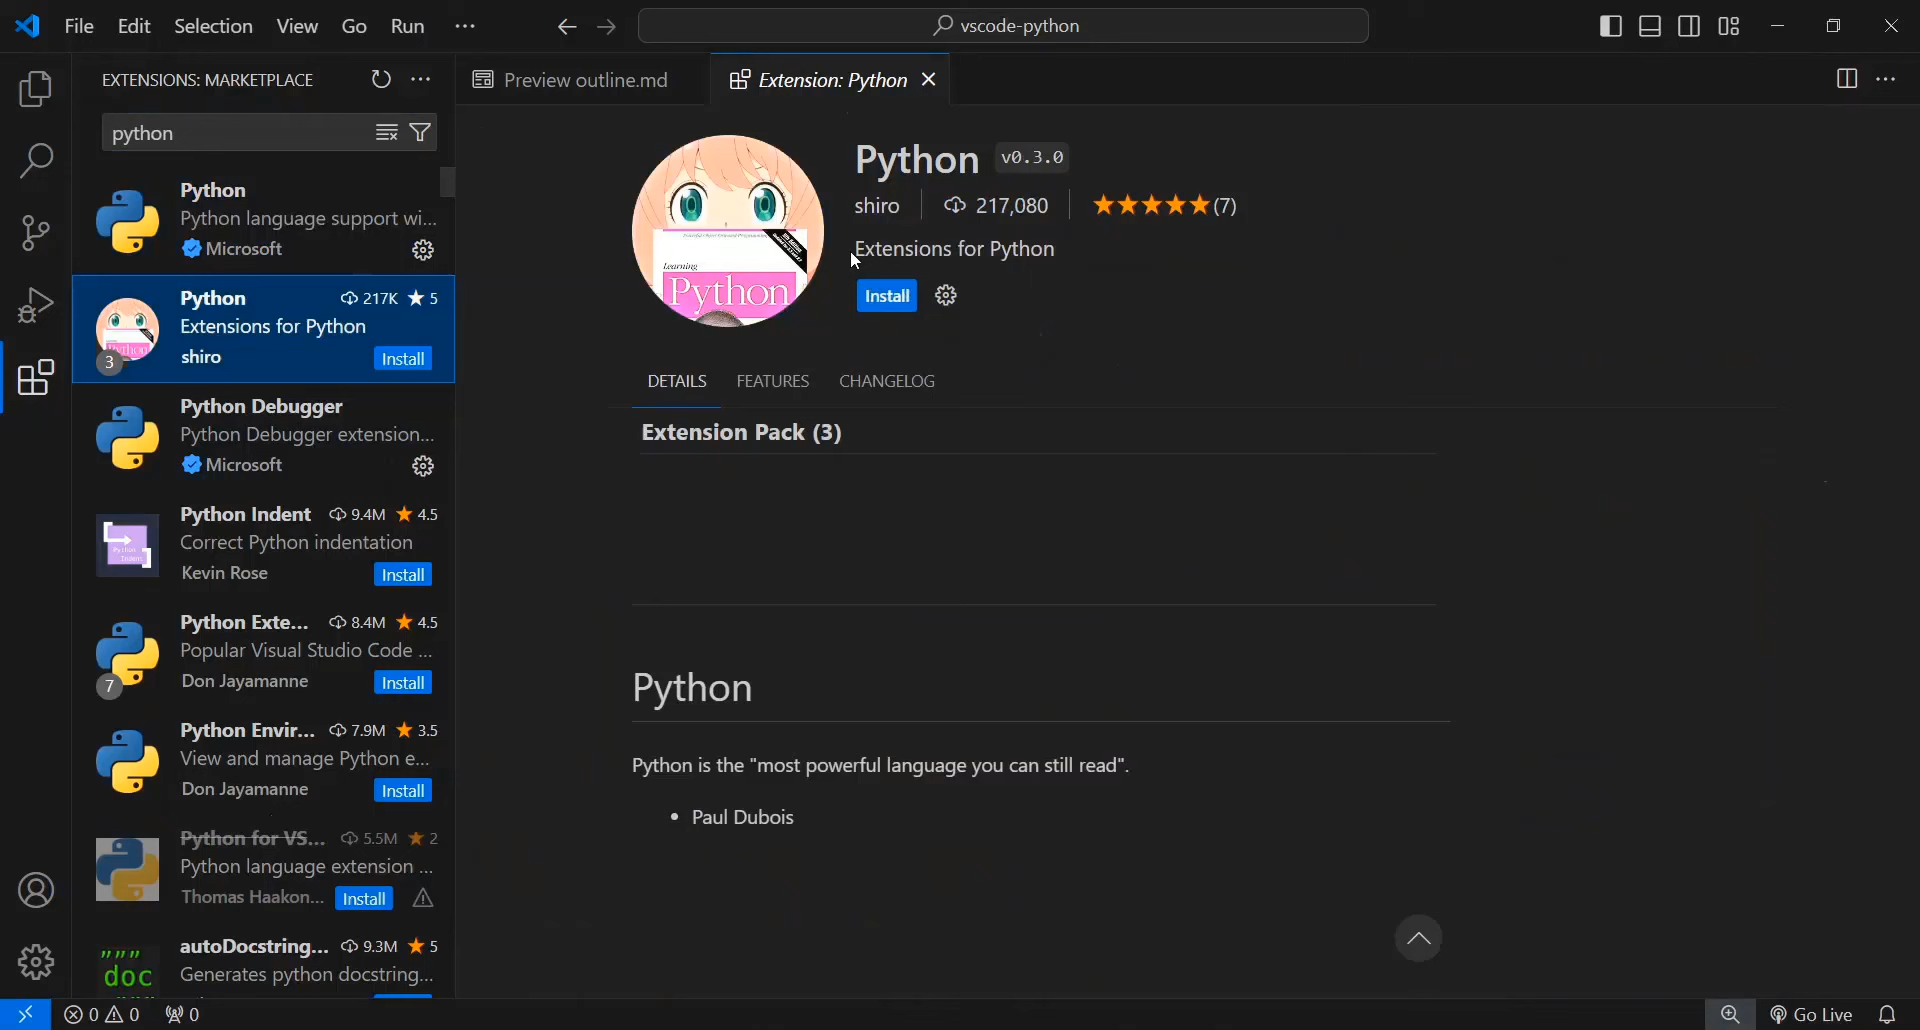 File Edit Selection View Go Run ···
vscode-python
EXTENSIONS: MARKETPLACE
python
Python
Python language support wi...
Microsoft
Python 217K 5
Extensions for Python
shiro Install
3
Python Debugger
Python Debugger extension...
Microsoft
Python Indent 9.4M 4.5
Correct Python indentation
Kevin Rose Install
Python Exte... 8.4M 4.5
Popular Visual Studio Code ...
Don Jayamanne Install
7
Python Envir... 7.9M 3.5
View and manage Python e...
Don Jayamanne Install
Python for VS... 5.5M 2
Python language extension ...
Thomas Haakon... Install
autoDocstring... 9.3M 5
Generates python docstring...
""" doc
Preview outline.md
Extension: Python
Learning
Python
Python v0.3.0
shiro 217,080 (7)
Extensions for Python
Install
DETAILS FEATURES CHANGELOG
Extension Pack (3)
Python
Python is the "most powerful language you can still read".
• Paul Dubois
0 0 0
Go Live